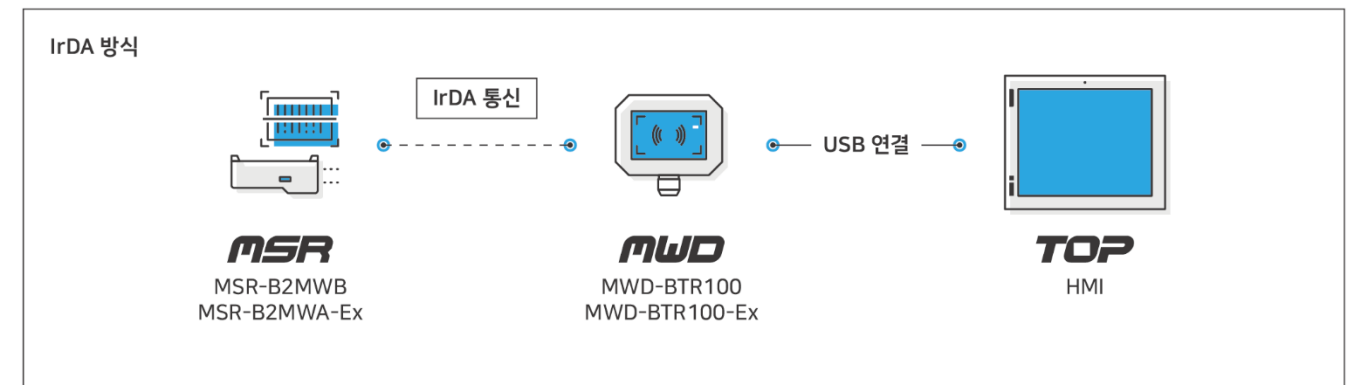 IrDA 방식
IrDA 통신
USB 연결
MSR
MWD
TOP
MSR-B2MWB
MWD-BTR100
HMI
MSR-B2MWA-Ex
MWD-BTR100-Ex